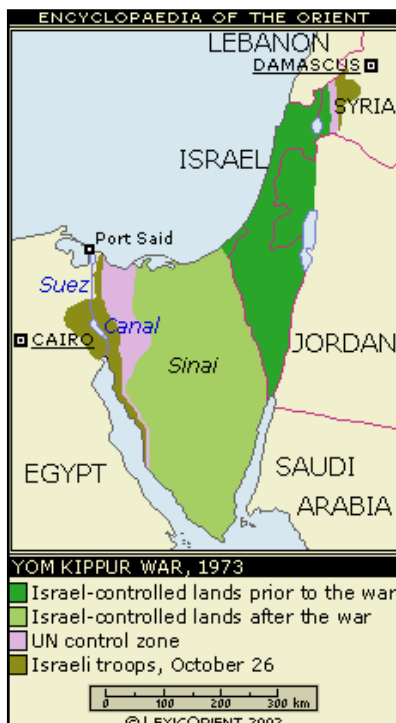 ENCYCLOPAEDIA OF THE ORIENT
LEBANON
DAMASCUS
SYRIA
ISRAEL
Port Said
Suez
Canal
CAIRO
Sinai
JORDAN
EGYPT
SAUDI
ARABIA
YOM KIPPUR WAR, 1973
Israel-controlled lands prior to the war
Israel-controlled lands after the war
UN control zone
Israeli troops, October 26
0 100 200 300 km
© LEXICORIENT 2002